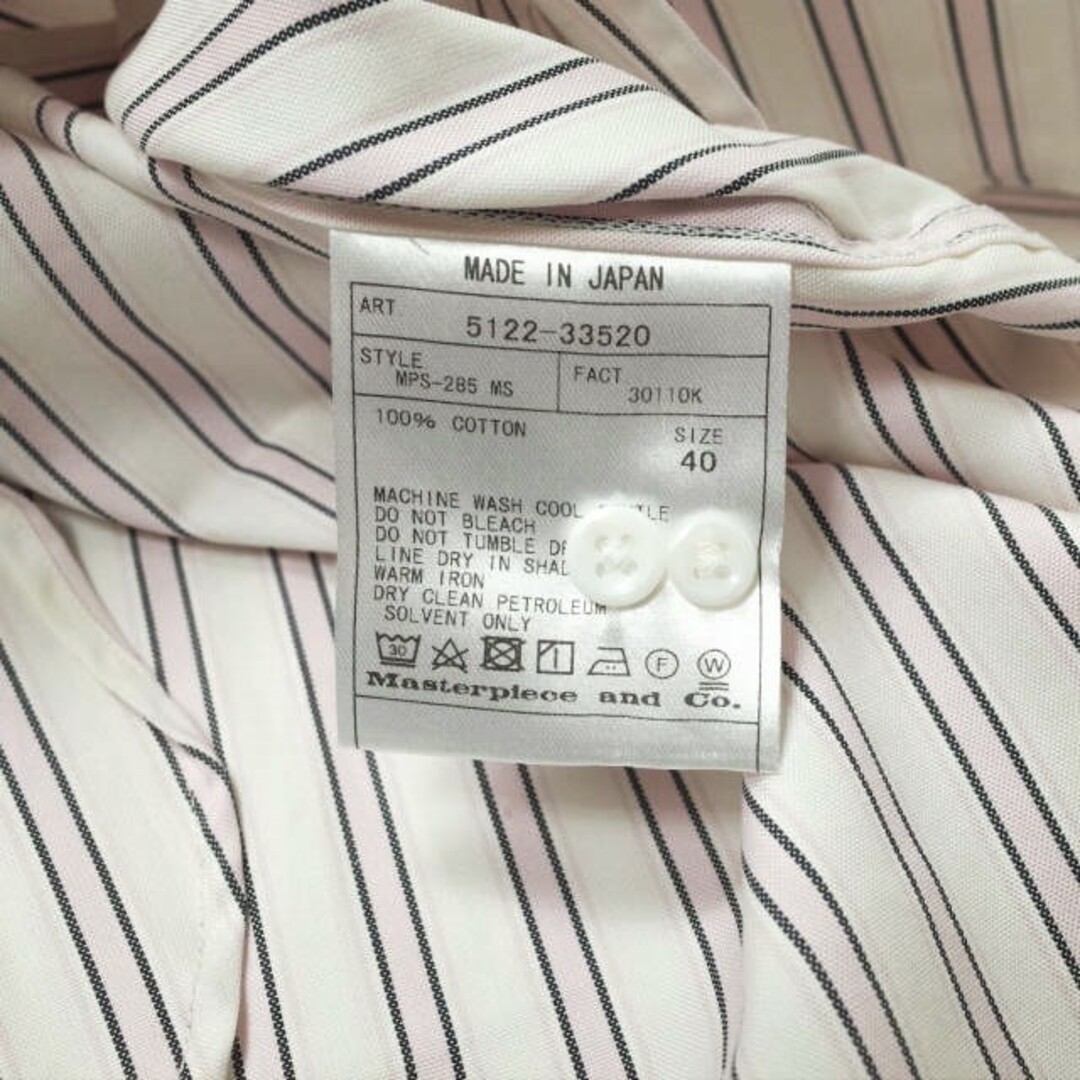 MADE IN JAPAN
ART
5122-33520
STYLE
MPS-285 MS
FACT
30110K
100% COTTON
SIZE
40
MACHINE WASH COOL
DO NOT BLEACH
DO NOT TUMBLE
LINE DRY IN
WARM IRON
DRY CLEAN PETROLEUM
SOLVENT ONLY
30
F
W
Masterpiece and Co.